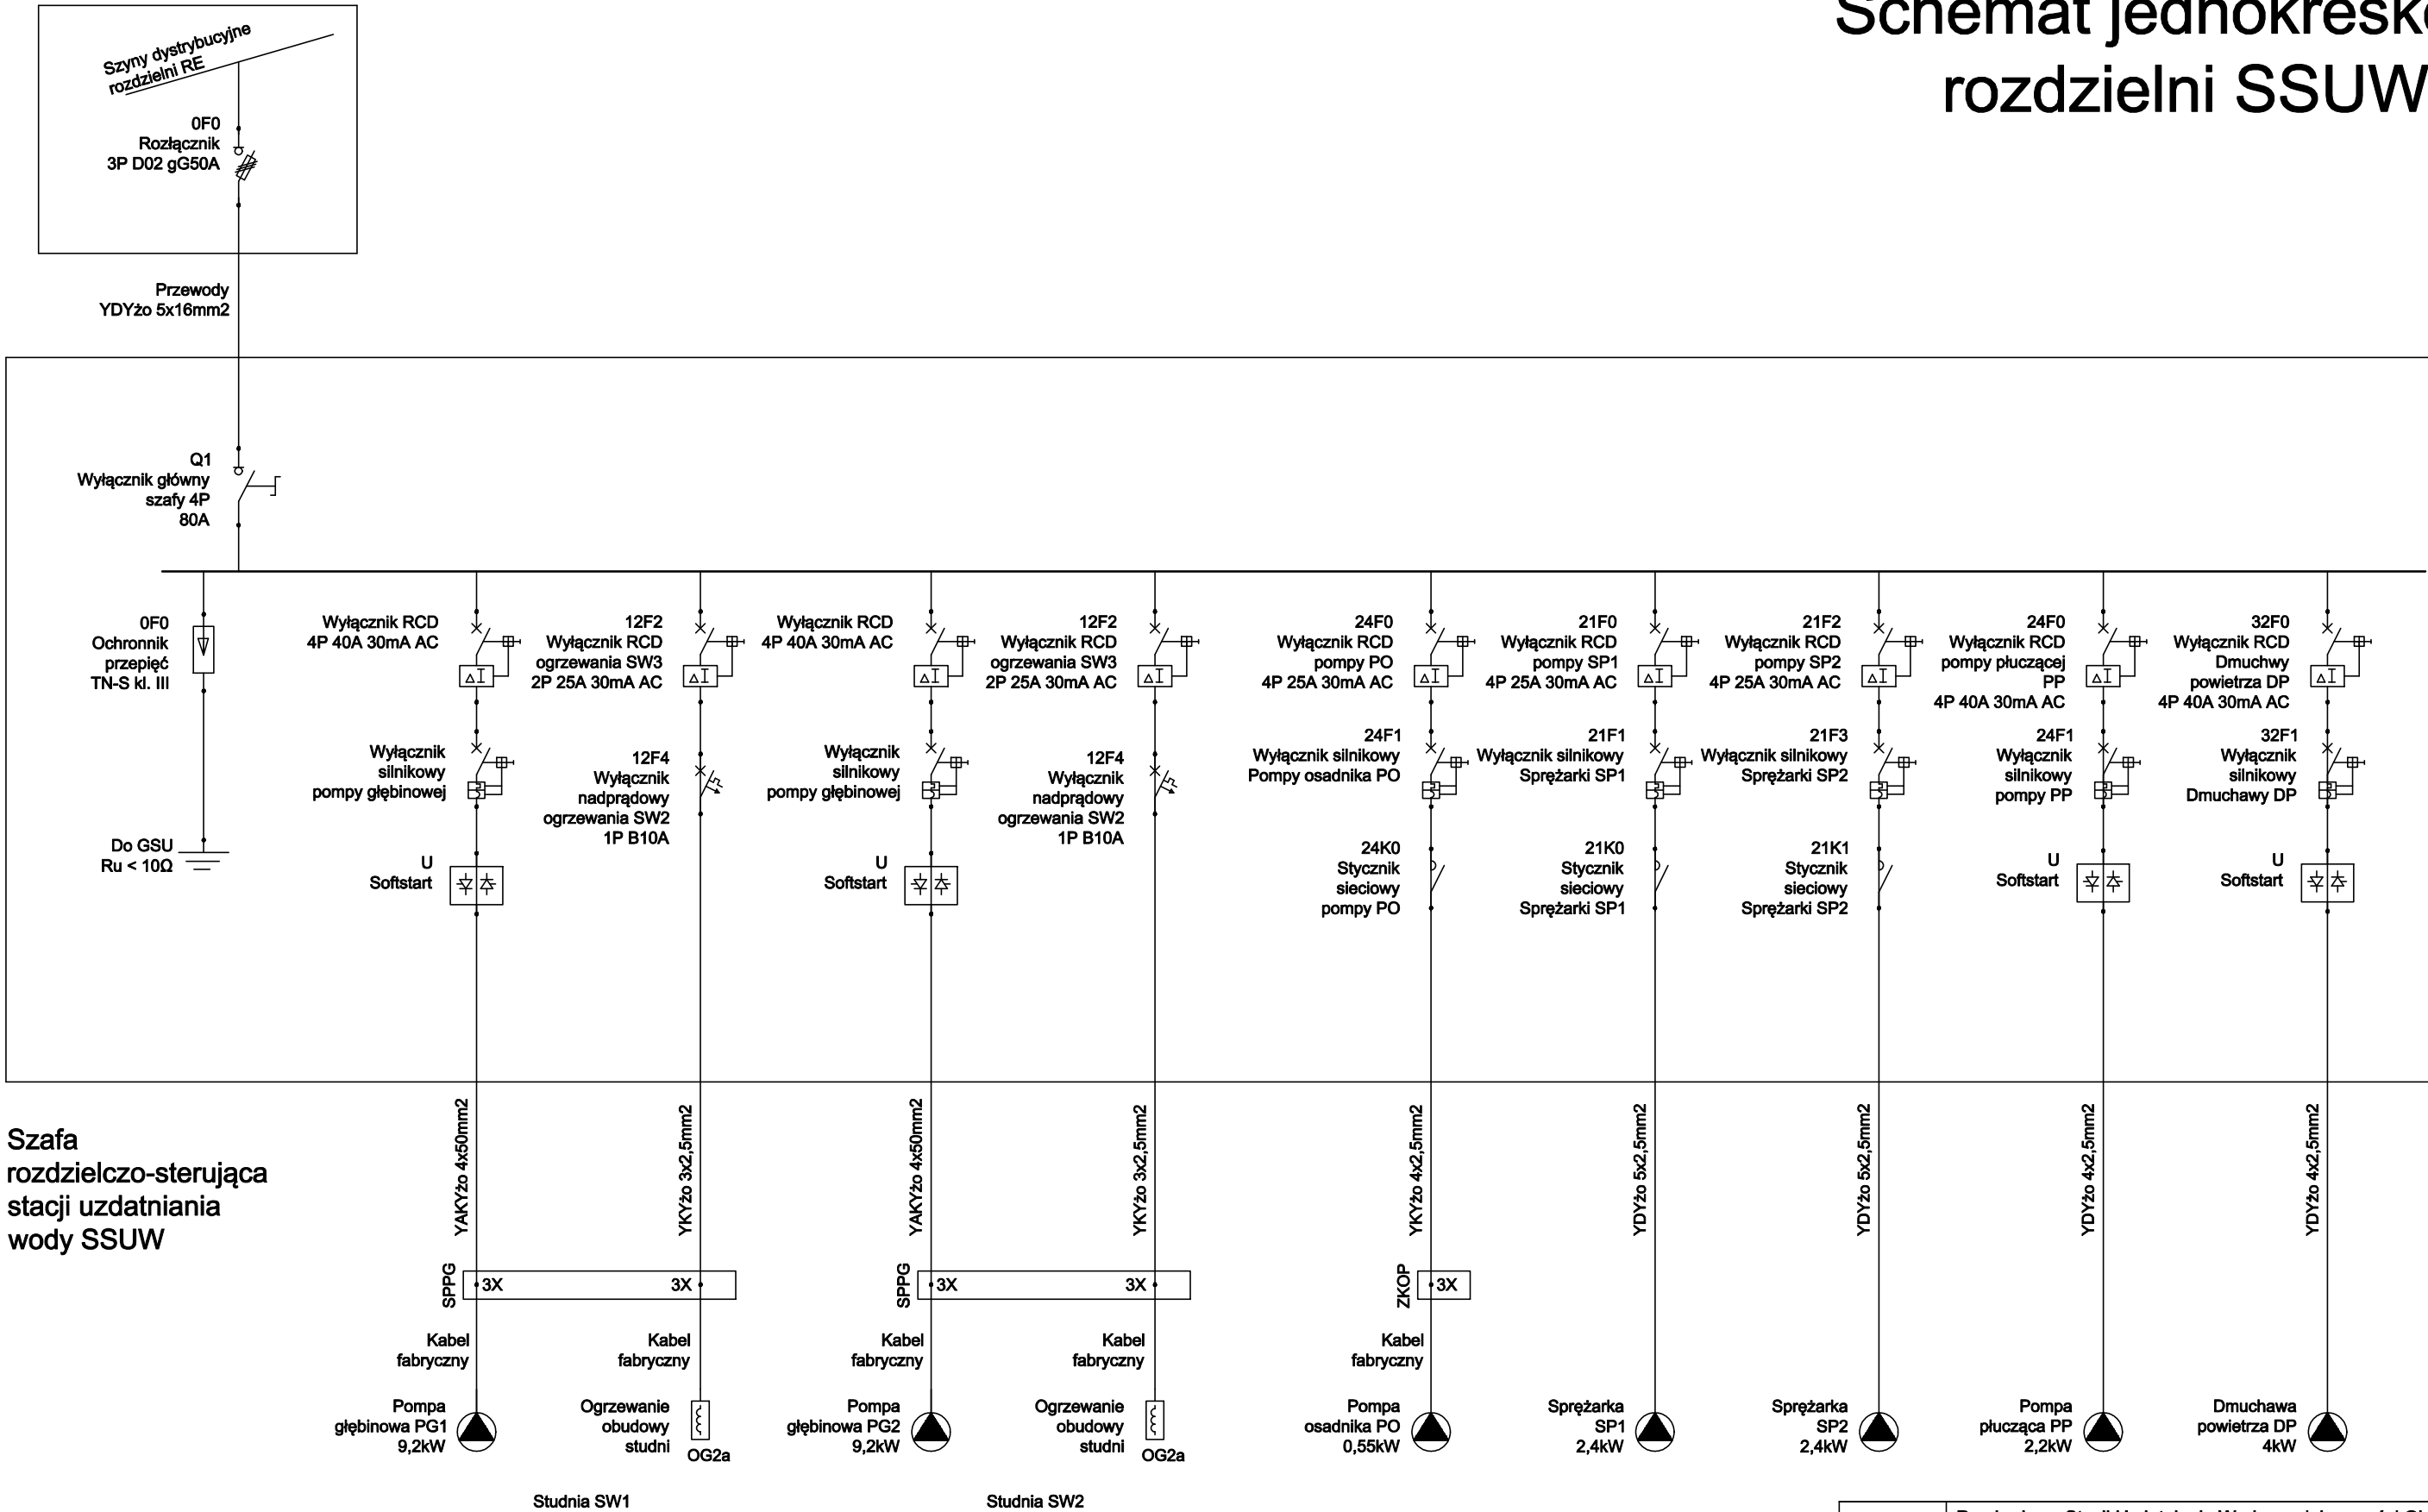 Schemat
rozdzielni SSUW
Szyny dystrybucyjne
rozdzielni RE
0F0
Rozłącznik
3P D02 gG50A
Przewody
YDYżo 5x16mm2
Q1
Wyłącznik główny
szafy 4P
80A
0F0
Ochronnik
przepięć
TN-S kl. III
Do GSU
Ru < 10Ω
Wyłącznik RCD
4P 40A 30mA AC
Wyłącznik
silnikowy
pompy głębinowej
U
Softstart
12F2
Wyłącznik RCD
ogrzewania SW3
2P 25A 30mA AC
12F4
Wyłącznik
nadprądowy
ogrzewania SW2
1P B10A
Wyłącznik RCD
4P 40A 30mA AC
Wyłącznik
silnikowy
pompy głębinowej
U
Softstart
12F2
Wyłącznik RCD
ogrzewania SW3
2P 25A 30mA AC
12F4
Wyłącznik
nadprądowy
ogrzewania SW2
1P B10A
24F0
Wyłącznik RCD
pompy PO
4P 25A 30mA AC
24F1
Wyłącznik silnikowy
Pompy osadnika PO
24K0
Stycznik
sieciowy
pompy PO
21F0
Wyłącznik RCD
pompy SP1
4P 25A 30mA AC
21F1
Wyłącznik silnikowy
Sprężarki SP1
21K0
Stycznik
sieciowy
Sprężarki SP1
21F2
Wyłącznik RCD
pompy SP2
4P 25A 30mA AC
21F3
Wyłącznik silnikowy
Sprężarki SP2
21K1
Stycznik
sieciowy
Sprężarki SP2
24F0
Wyłącznik RCD
pompy płuczącej
PP
4P 40A 30mA AC
24F1
Wyłącznik
silnikowy
pompy PP
U
Softstart
32F0
Wyłącznik RCD
Dmuchwy
powietrza DP
4P 40A 30mA AC
32F1
Wyłącznik
silnikowy
Dmuchawy DP
U
Softstart
Szafa
rozdzielczo-sterująca
stacji uzdatniania
wody SSUW
YAKYżo 4x50mm2
YKYżo 3x2,5mm2
YAKYżo 4x50mm2
YKYżo 3x2,5mm2
YKYżo 4x2,5mm2
YDYżo 5x2,5mm2
YDYżo 5x2,5mm2
YDYżo 4x2,5mm2
YDYżo 4x2,5mm2
SPPG
3X
3X
SPPG
3X
3X
ZKOP
3X
Kabel
fabryczny
Kabel
fabryczny
Kabel
fabryczny
Kabel
fabryczny
Kabel
fabryczny
Pompa
głębinowa PG1
9,2kW
Ogrzewanie
obudowy
studni
OG2a
Pompa
głębinowa PG2
9,2kW
Ogrzewanie
obudowy
studni
OG2a
Pompa
osadnika PO
0,55kW
Sprężarka
SP1
2,4kW
Sprężarka
SP2
2,4kW
Pompa
płucząca PP
2,2kW
Dmuchawa
powietrza DP
4kW
Studnia SW1
Studnia SW2